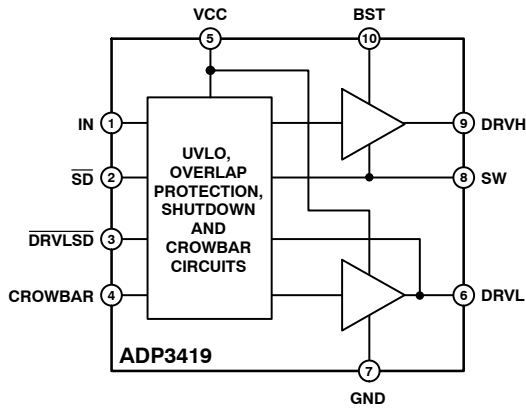 VCC
BST
5
10
IN
1
9
DRVH
SD
2
8
SW
DRVLSD
3
CROWBAR
4
6
DRVL
UVLO,
OVERLAP
PROTECTION,
SHUTDOWN
AND
CROWBAR
CIRCUITS
ADP3419
7
GND